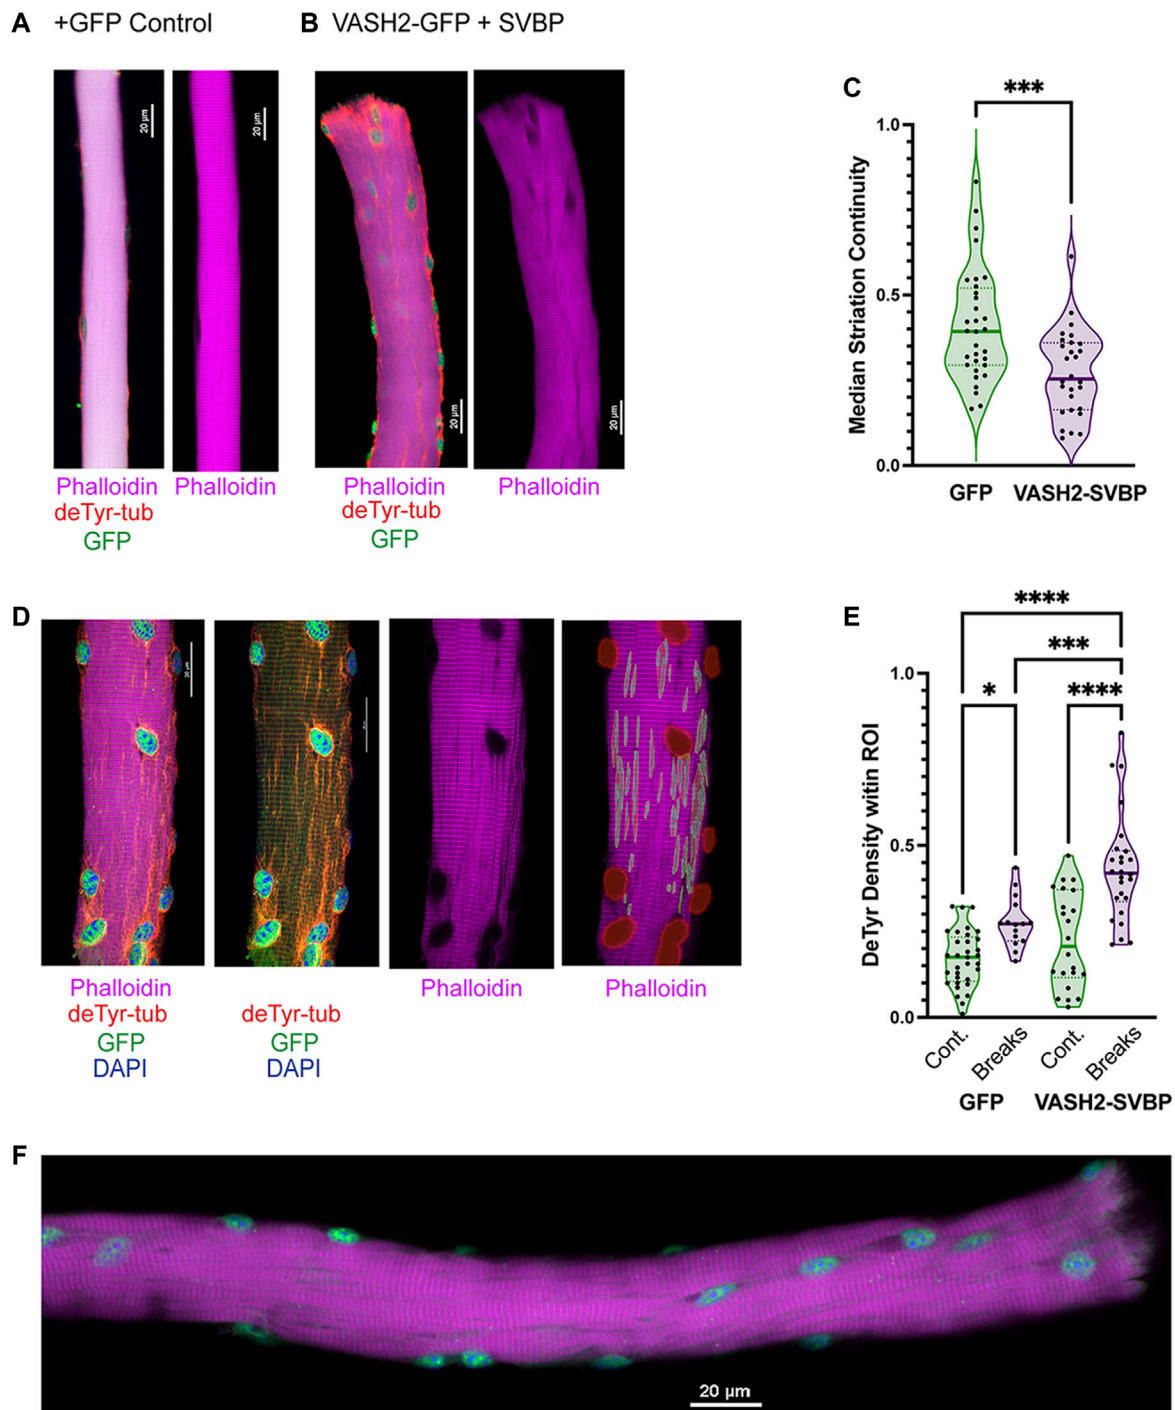 A +GFP Control B VASH2-GFP + SVBP
20 µm
20 µm
20 µm
20 µm
Phalloidin Phalloidin
deTyr-tub
GFP
Phalloidin Phalloidin
deTyr-tub
GFP
C
***
1.0
0.5
0.0
Median Striation Continuity
GFP VASH2-SVBP
D
20 µm
Phalloidin
deTyr-tub
GFP
DAPI
deTyr-tub
GFP
DAPI
Phalloidin
Phalloidin
E
****
***
* ****
1.0
0.5
0.0
DeTyr Density witin ROI
Cont. Breaks Cont. Breaks
GFP VASH2-SVBP
F
20 µm